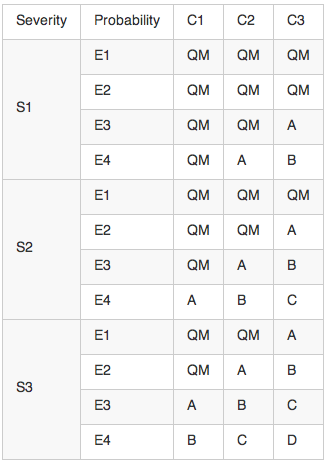 Severity Probability C1 C2 C3
S1
E1 QM QM QM
E2 QM QM QM
E3 QM QM A
E4 QM A B
S2
E1 QM QM QM
E2 QM QM A
E3 QM A B
E4 A B C
S3
E1 QM QM A
E2 QM A B
E3 A B C
E4 B C D